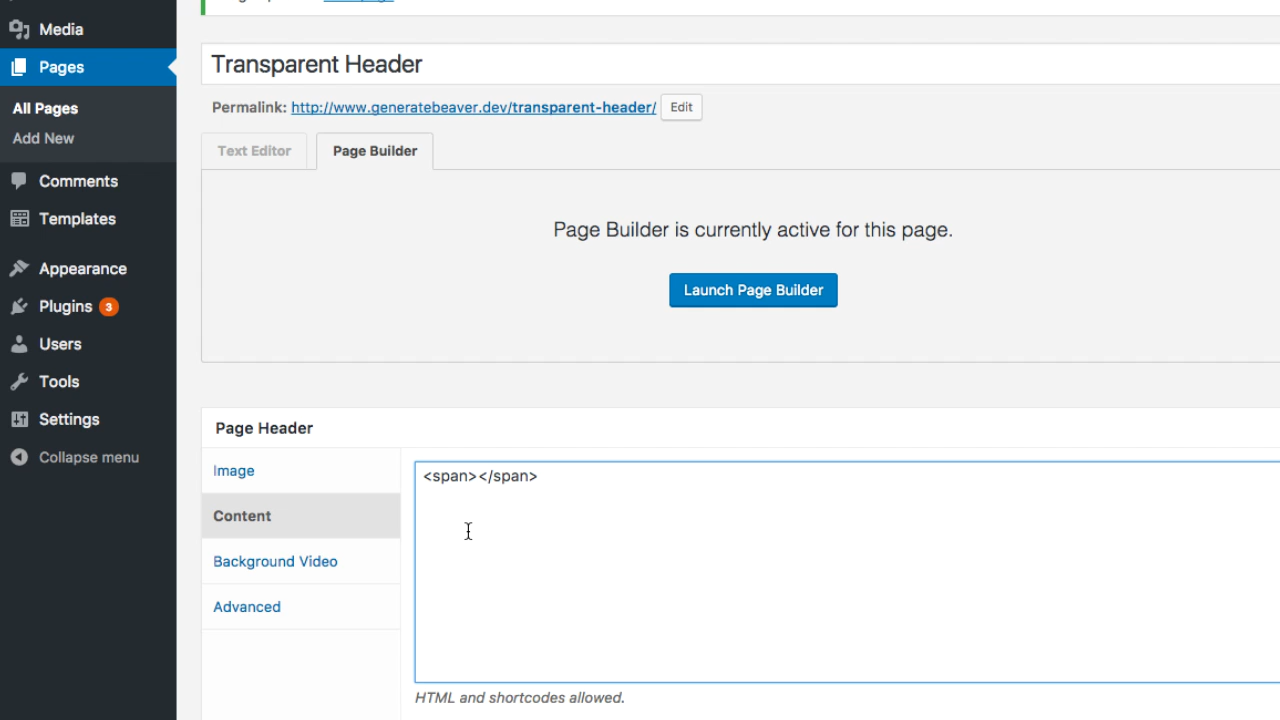 Media
Pages
All Pages
Add New
Comments
Templates
Appearance
Plugins 3
Users
Tools
Settings
Collapse menu
Transparent Header
Permalink: http://www.generatebeaver.dev/transparent-header/ Edit
Text Editor Page Builder
Page Builder is currently active for this page.
Launch Page Builder
Page Header
Image
Content
Background Video
Advanced
<span></span>
HTML and shortcodes allowed.